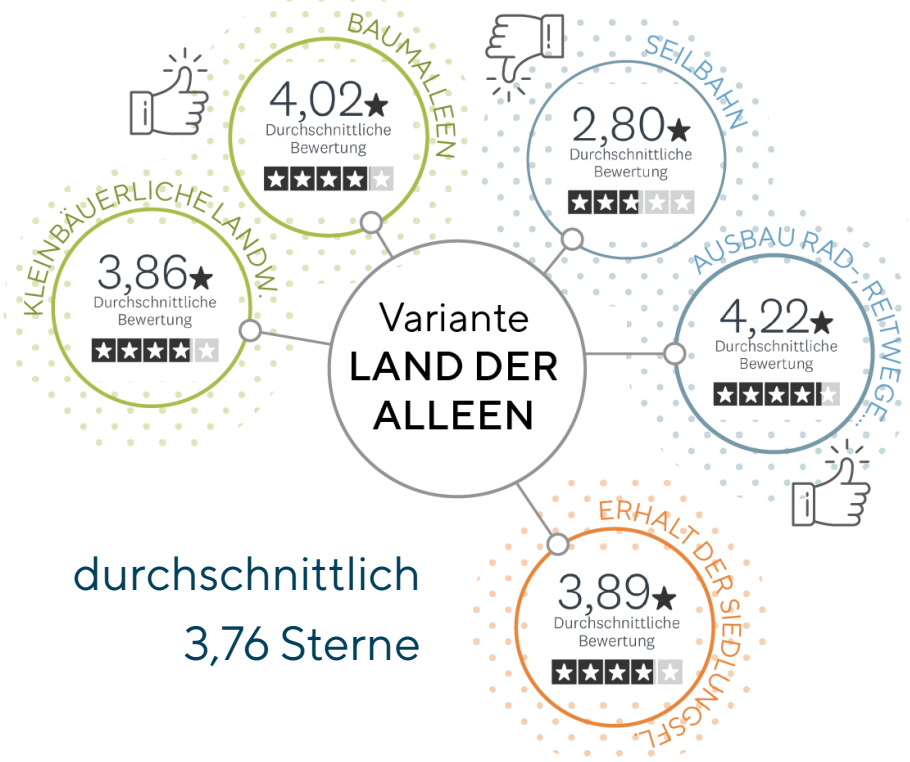 BAUMALLEEN
4,02★
Durchschnittliche
Bewertung
SEILBAHN
2,80★
Durchschnittliche
Bewertung
KLEINBÄUERLICHE LANDW.
3,86★
Durchschnittliche
Bewertung
AUSBAU RAD-, REITWEGE...
4,22★
Durchschnittliche
Bewertung
Variante
LAND DER
ALLEEN
ERHALT DER SIEDLUNGSFL.
3,89★
Durchschnittliche
Bewertung
durchschnittlich
3,76 Sterne